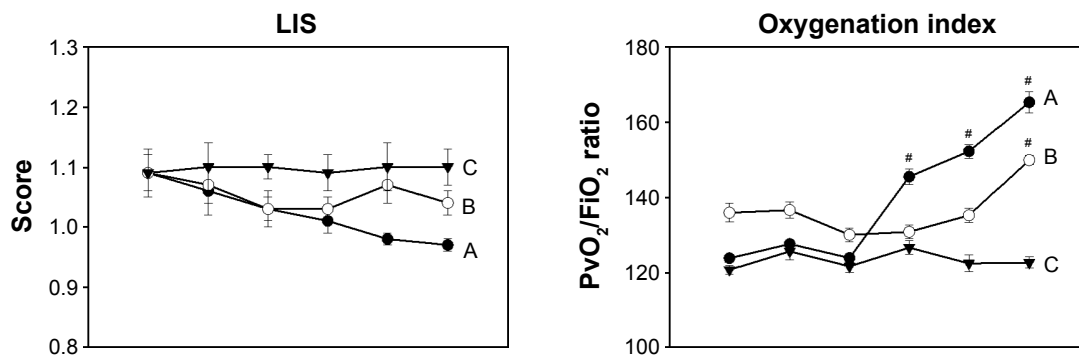 LIS
Score
1.3
1.2
1.1
1.0
0.9
0.8
C
B
A
Oxygenation index
PvO₂/FiO₂ ratio
180
160
140
120
100
# # #
#
A
B
C